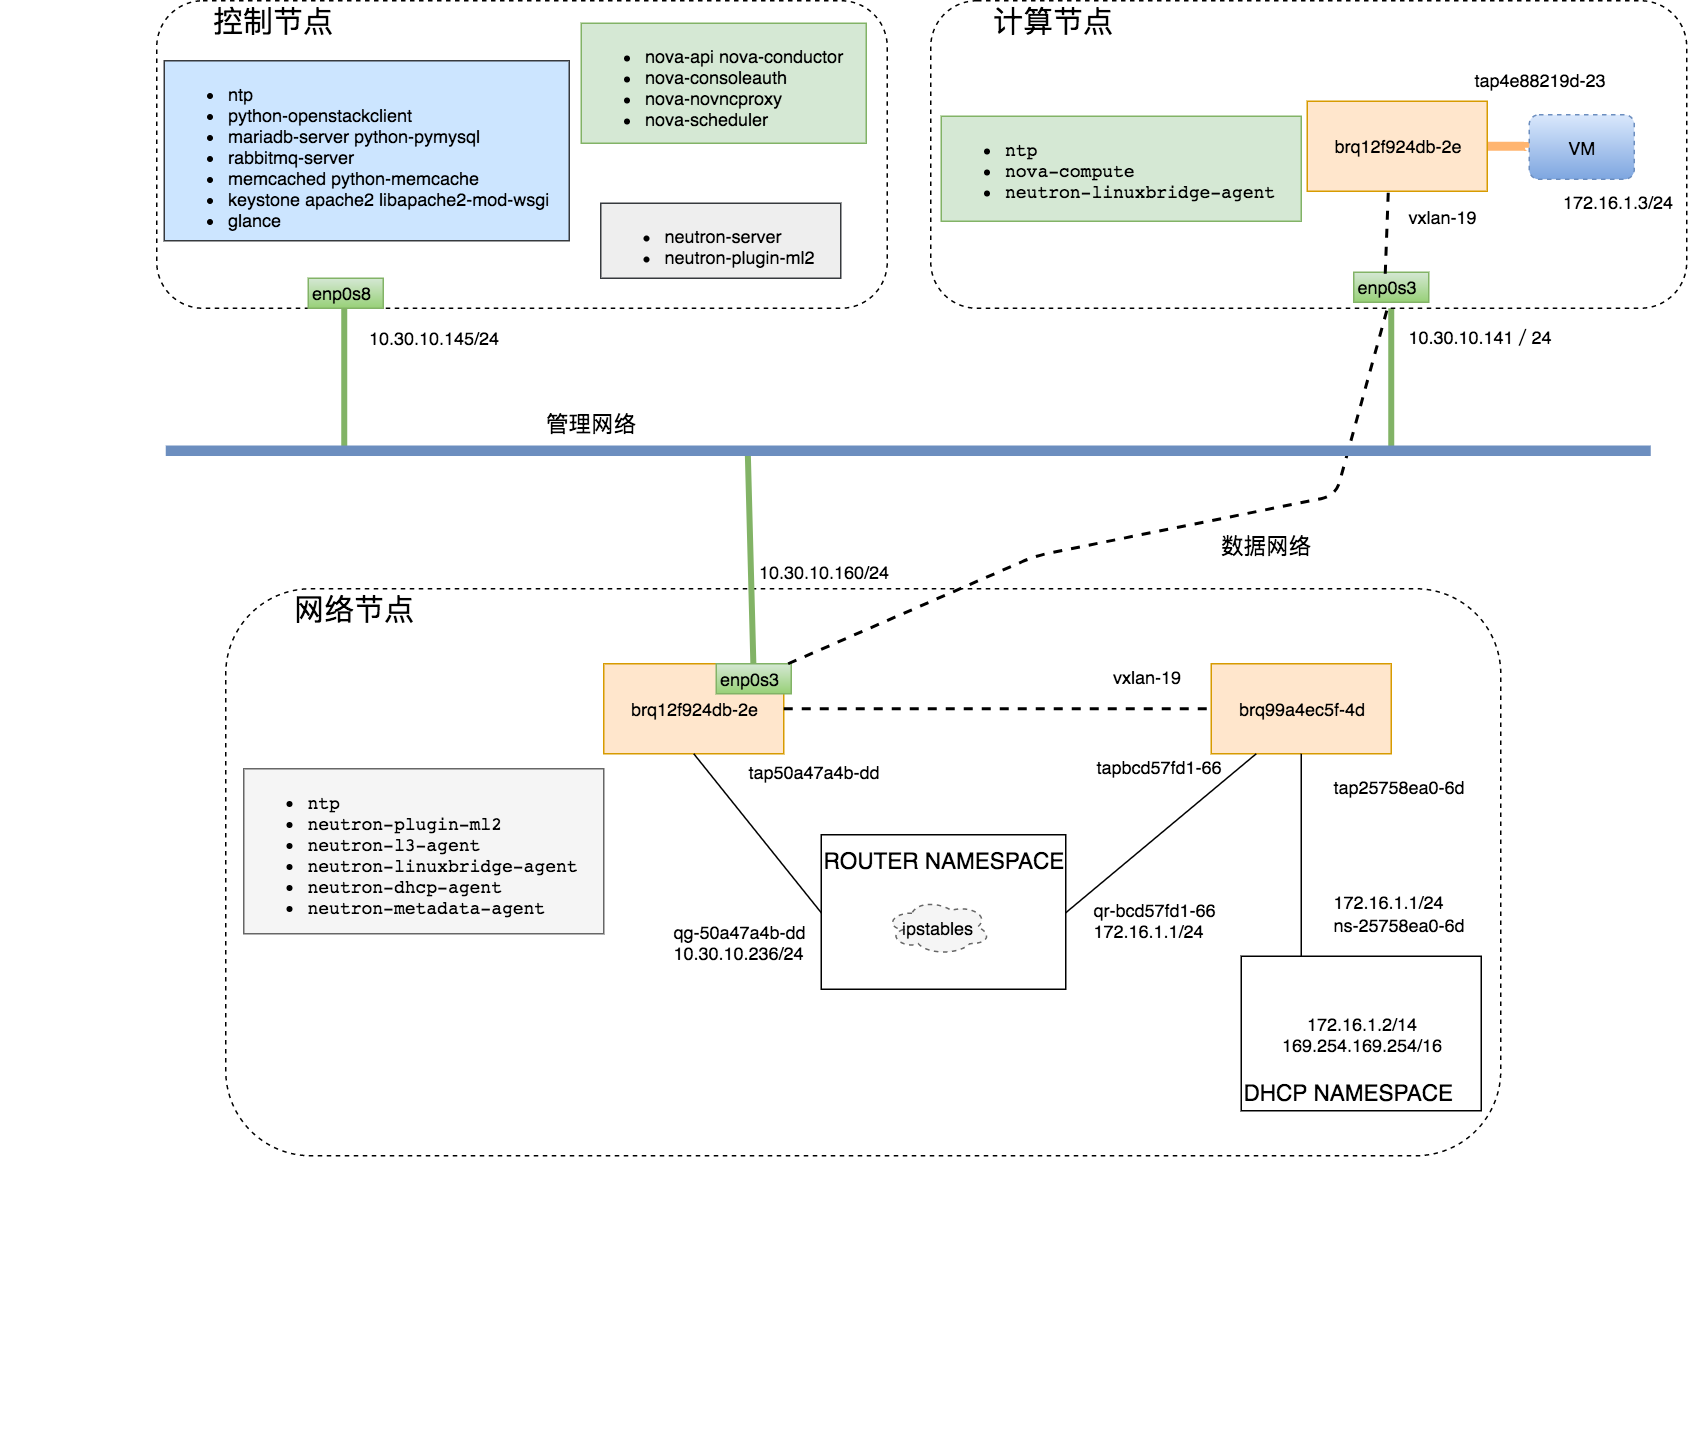 控制节点
ntp
python-openstackclient
mariadb-server python-pymysql
rabbitmq-server
memcached python-memcache
keystone apache2 libapache2-mod-wsgi
glance
nova-api nova-conductor
nova-consoleauth
nova-novncproxy
nova-scheduler
neutron-server
neutron-plugin-ml2
enp0s8
10.30.10.145/24
计算节点
ntp
nova-compute
neutron-linuxbridge-agent
tap4e88219d-23
brq12f924db-2e
VM
172.16.1.3/24
vxlan-19
enp0s3
10.30.10.141 / 24
管理网络
数据网络
10.30.10.160/24
网络节点
enp0s3
brq12f924db-2e
vxlan-19
brq99a4ec5f-4d
tap50a47a4b-dd
tapbcd57fd1-66
tap25758ea0-6d
ntp
neutron-plugin-ml2
neutron-l3-agent
neutron-linuxbridge-agent
neutron-dhcp-agent
neutron-metadata-agent
ROUTER NAMESPACE
ipstables
qg-50a47a4b-dd
10.30.10.236/24
qr-bcd57fd1-66
172.16.1.1/24
172.16.1.1/24
ns-25758ea0-6d
172.16.1.2/14
169.254.169.254/16
DHCP NAMESPACE